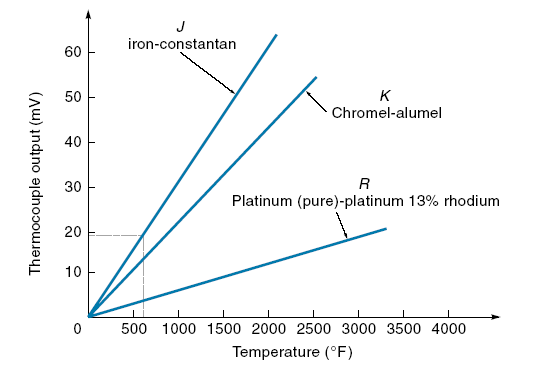 J
iron-constantan
60
50
K
Chromel-alumel
40
30
R
Platinum (pure)-platinum 13% rhodium
20
10
Thermocouple output (mV)
0 500 1000 1500 2000 2500 3000 3500 4000
Temperature (°F)